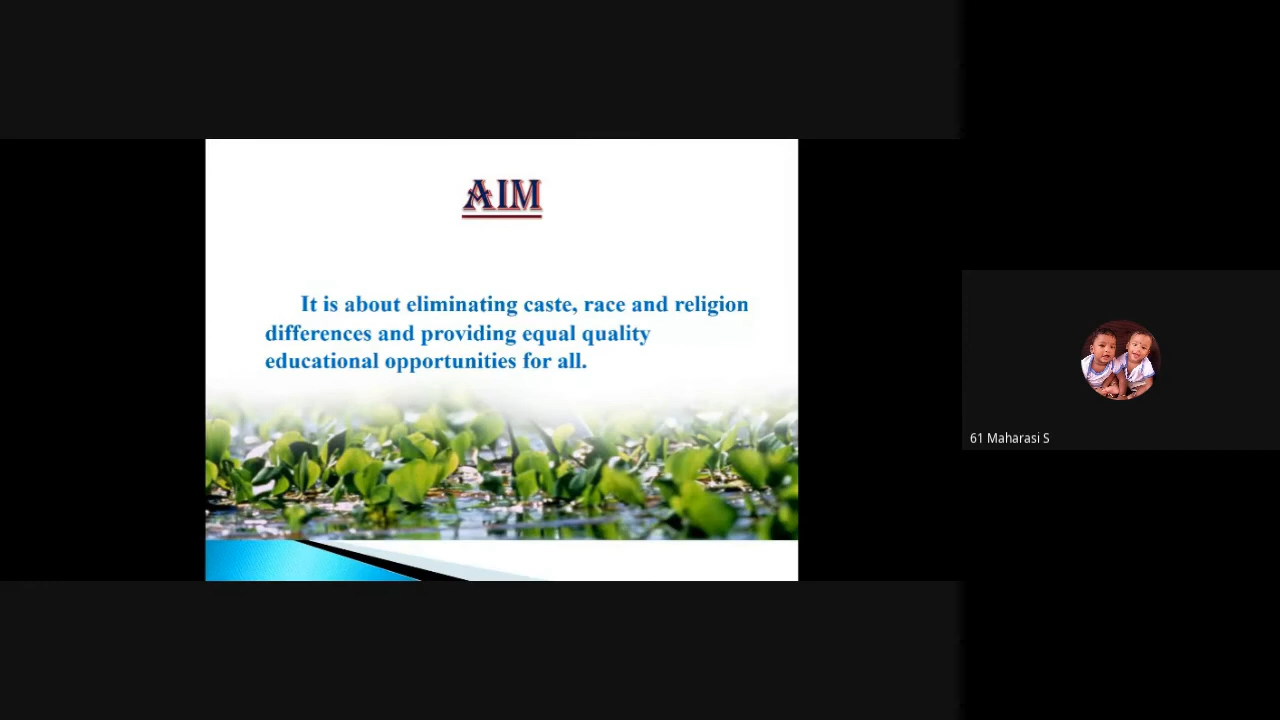 AIM
It is about eliminating caste, race and religion
differences and providing equal quality
educational opportunities for all.
61 Maharasi S